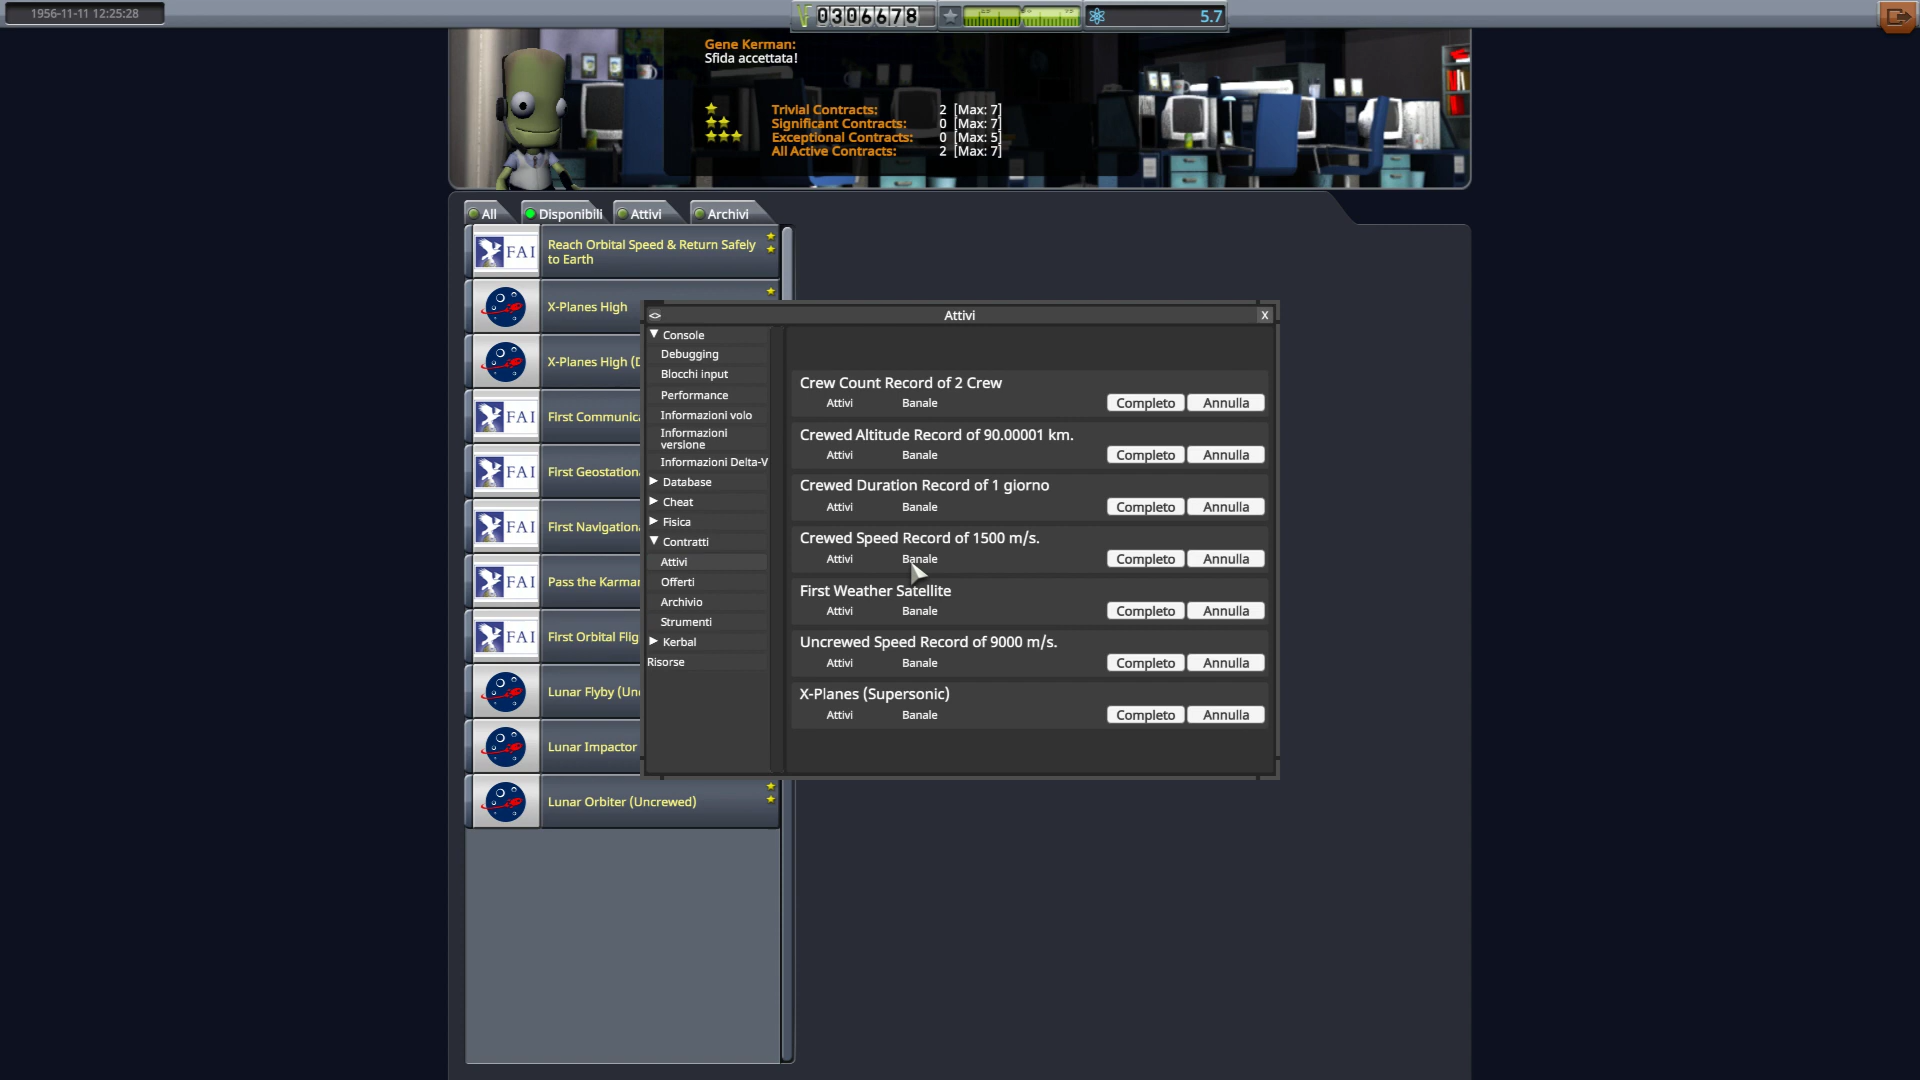 1956-11-11 12:25:28
0306678
5.7
Gene Kerman:
Sfida accettata!
Trivial Contracts: 2 [Max: 7]
Significant Contracts: 0 [Max: 7]
Exceptional Contracts: 0 [Max: 5]
All Active Contracts: 2 [Max: 7]
All Disponibili Attivi Archivi
FAI
Reach Orbital Speed & Return Safely
to Earth
X-Planes High
X-Planes High (D
FAI First Communica
FAI First Geostationa
FAI First Navigationa
FAI Pass the Karmar
FAI First Orbital Flig
Lunar Flyby (Un
Lunar Impactor
Lunar Orbiter (Uncrewed)
<> Attivi X
Console
Debugging
Blocchi input
Performance
Informazioni volo
Informazioni
versione
Informazioni Delta-V
Database
Cheat
Fisica
Contratti
Attivi
Offerti
Archivio
Strumenti
Kerbal
Risorse
Crew Count Record of 2 Crew
Attivi Banale Completo Annulla
Crewed Altitude Record of 90.00001 km.
Attivi Banale Completo Annulla
Crewed Duration Record of 1 giorno
Attivi Banale Completo Annulla
Crewed Speed Record of 1500 m/s.
Attivi Banale Completo Annulla
First Weather Satellite
Attivi Banale Completo Annulla
Uncrewed Speed Record of 9000 m/s.
Attivi Banale Completo Annulla
X-Planes (Supersonic)
Attivi Banale Completo Annulla